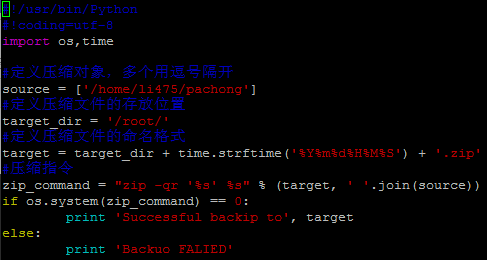 #!/usr/bin/Python
#!coding=utf-8
import os,time
#定义压缩对象，多个用逗号隔开
source = ['/home/li475/pachong']
#定义压缩文件的存放位置
target_dir = '/root/'
#定义压缩文件的命名格式
target = target_dir + time.strftime('%Y%m%d%H%M%S') + '.zip'
#压缩指令
zip_command = "zip -qr '%s' %s" % (target, ' '.join(source))
if os.system(zip_command) == 0:
        print 'Successful backip to', target
else:
        print 'Backuo FALIED'